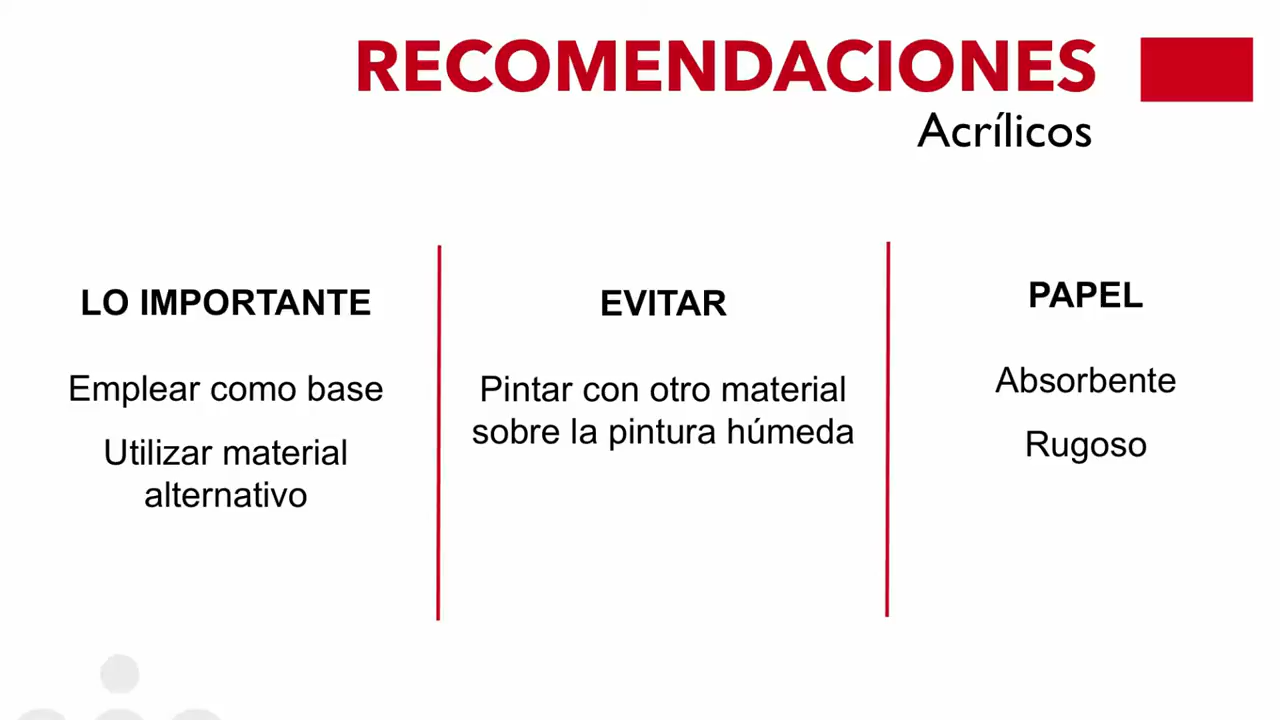 RECOMENDACIONES
Acrílicos
LO IMPORTANTE
Emplear como base
Utilizar material
alternativo
EVITAR
Pintar con otro material
sobre la pintura húmeda
PAPEL
Absorbente
Rugoso